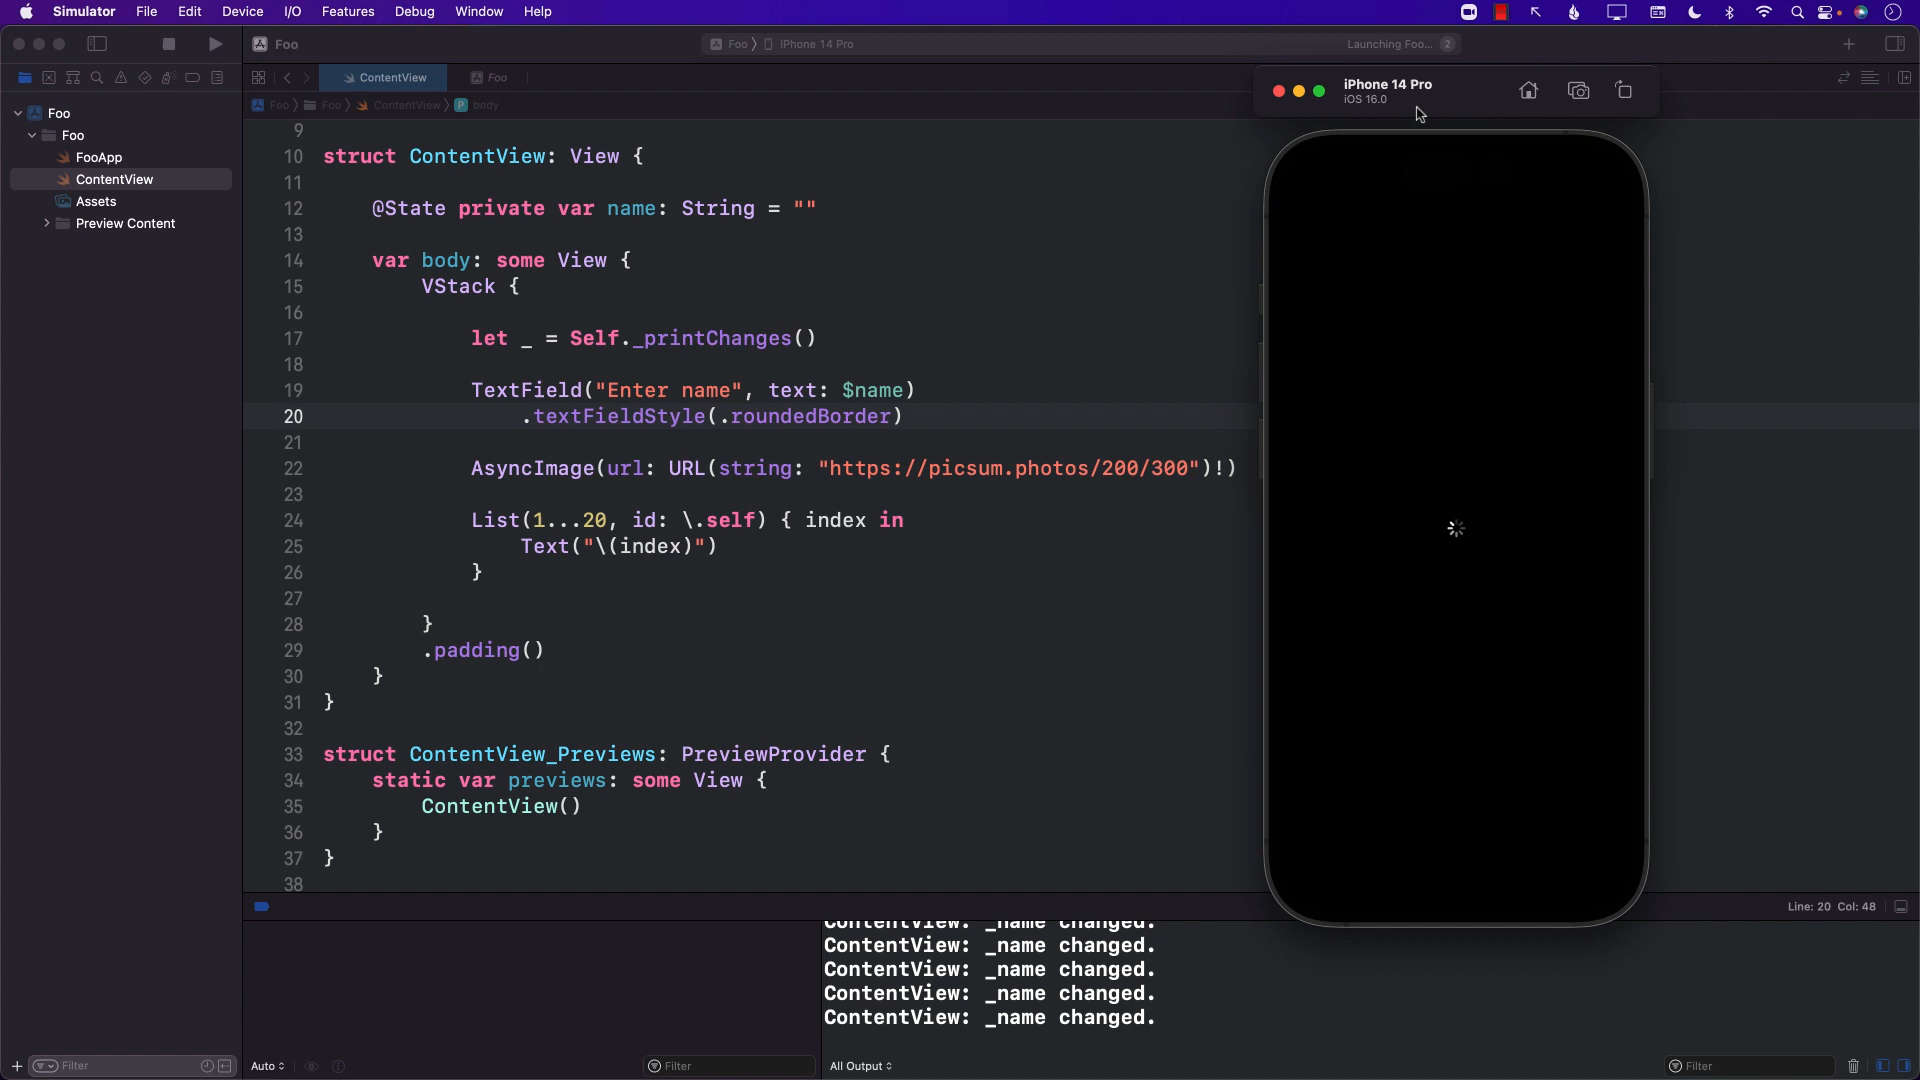 Simulator File Edit Device I/O Features Debug Window Help
Foo
Foo iPhone 14 Pro
Launching Foo... 2
ContentView
Foo
iPhone 14 Pro
iOS 16.0
Foo Foo ContentView P body
Foo
Foo
FooApp
ContentView
Assets
Preview Content
9
10 struct ContentView: View {
11
12 @State private var name: String = ""
13
14 var body: some View {
15 VStack {
16
17 let _ = Self._printChanges()
18
19 TextField("Enter name", text: $name)
20 .textFieldStyle(.roundedBorder)
21
22 AsyncImage(url: URL(string: "https://picsum.photos/200/300")!)
23
24 List(1...20, id: \.self) { index in
25 Text("\(index)")
26 }
27
28 }
29 .padding()
30 }
31 }
32
33 struct ContentView_Previews: PreviewProvider {
34 static var previews: some View {
35 ContentView()
36 }
37 }
38
Line: 20 Col: 48
ContentView: _name changed.
ContentView: _name changed.
ContentView: _name changed.
ContentView: _name changed.
ContentView: _name changed.
Filter
Auto
Filter
All Output
Filter